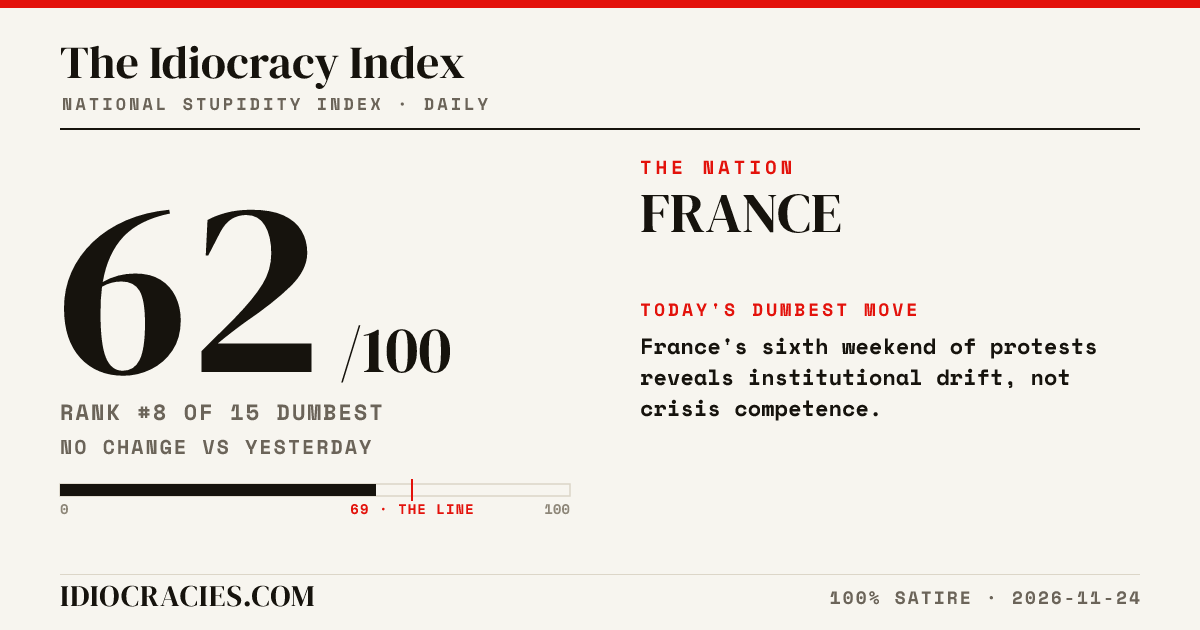 The Idiocracy Index
NATIONAL STUPIDITY INDEX · DAILY
62 /100
RANK #8 OF 15 DUMBEST
NO CHANGE VS YESTERDAY
0 69 · THE LINE 100
THE NATION
FRANCE
TODAY'S DUMBEST MOVE
France's sixth weekend of protests
reveals institutional drift, not
crisis competence.
IDIOCRACIES.COM
100% SATIRE · 2026-11-24